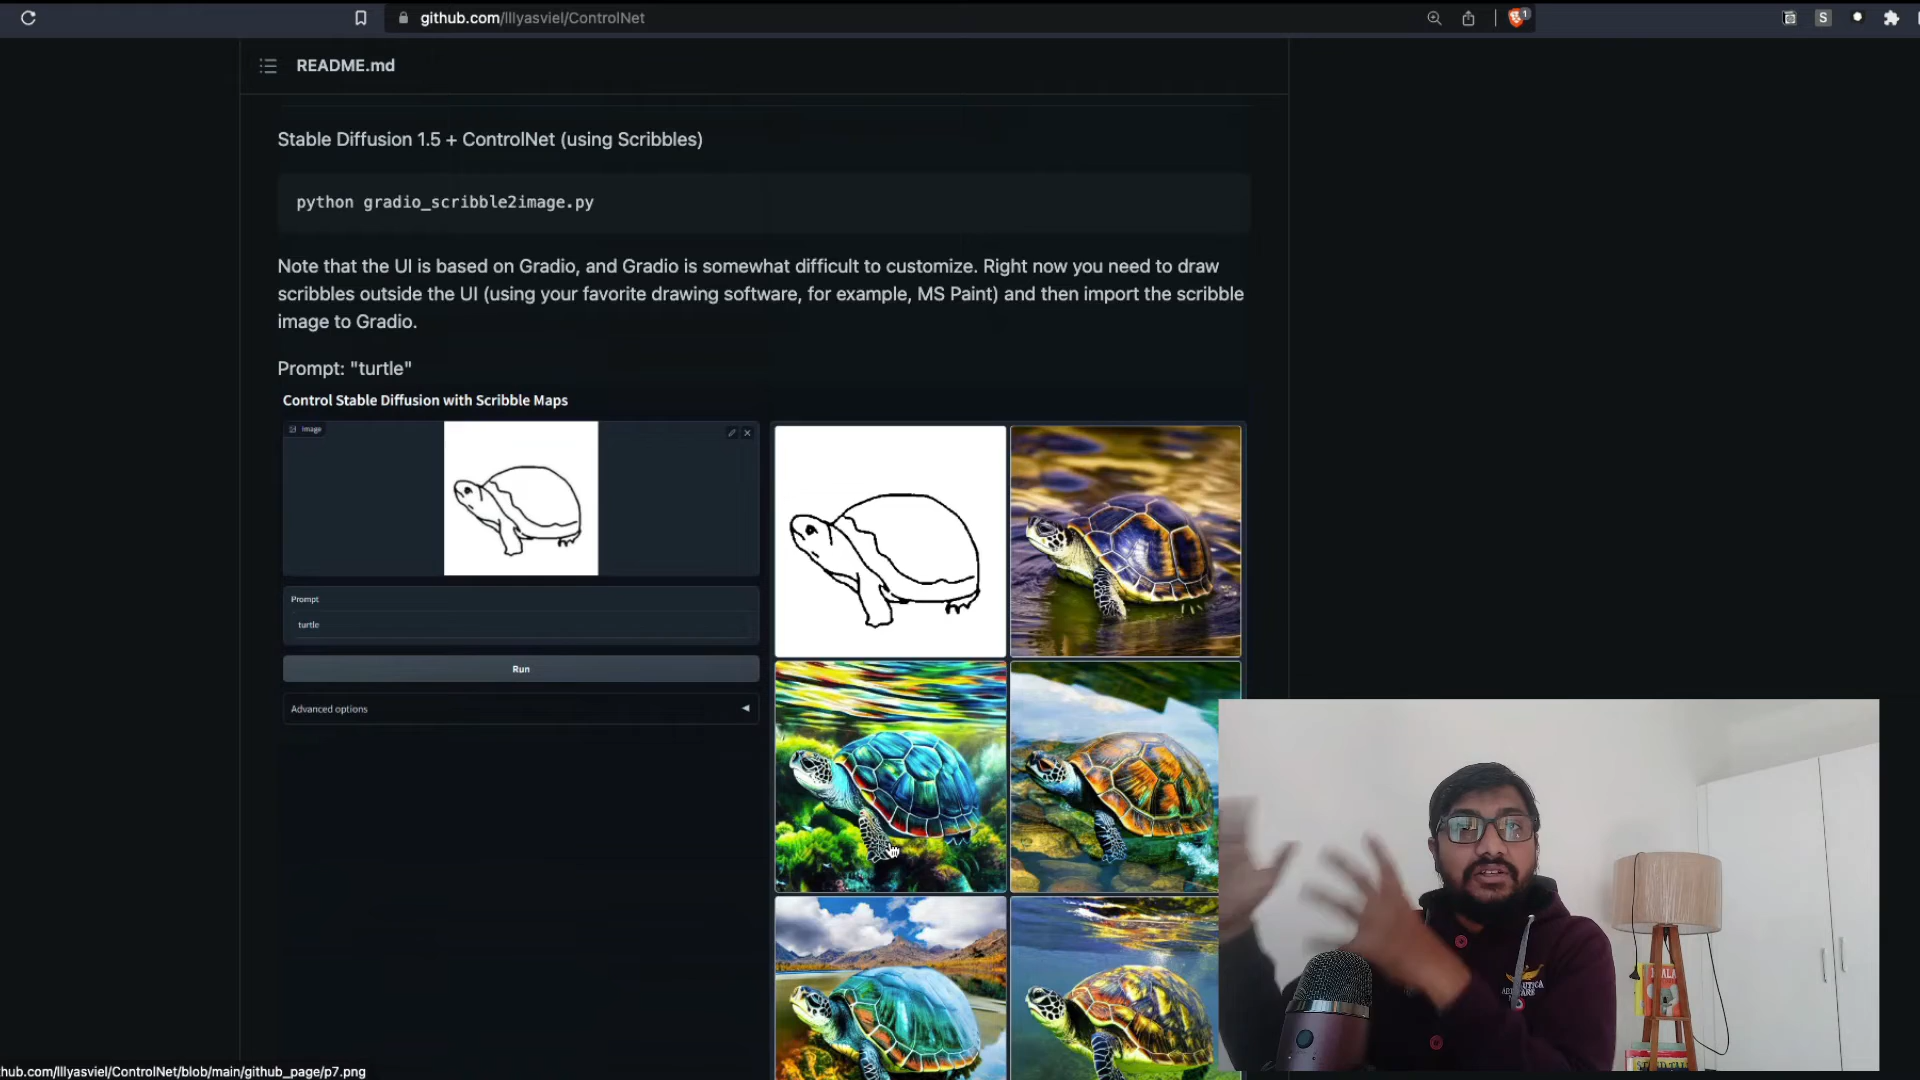 github.com/lllyasviel/ControlNet
1
S
README.md
Stable Diffusion 1.5 + ControlNet (using Scribbles)
python gradio_scribble2image.py
Note that the UI is based on Gradio, and Gradio is somewhat difficult to customize. Right now you need to draw
scribbles outside the UI (using your favorite drawing software, for example, MS Paint) and then import the scribble
image to Gradio.
Prompt: "turtle"
Control Stable Diffusion with Scribble Maps
Image
Prompt
turtle
Run
Advanced options
hub.com/lllyasviel/ControlNet/blob/main/github_page/p7.png